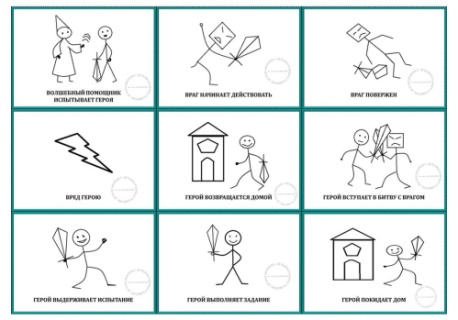 ВОЛШЕБНЫЙ ПОМОЩНИК
ИСПЫТЫВАЕТ ГЕРОЯ
ВРАГ НАЧИНАЕТ ДЕЙСТВОВАТЬ
ВРАГ ПОВЕРЖЕН
ВРЕД ГЕРОЮ
ГЕРОЙ ВОЗВРАЩАЕТСЯ ДОМОЙ
ГЕРОЙ ВСТУПАЕТ В БИТВУ С ВРАГОМ
ГЕРОЙ ВЫДЕРЖИВАЕТ ИСПЫТАНИЕ
ГЕРОЙ ВЫПОЛНЯЕТ ЗАДАНИЕ
ГЕРОЙ ПОКИДАЕТ ДОМ